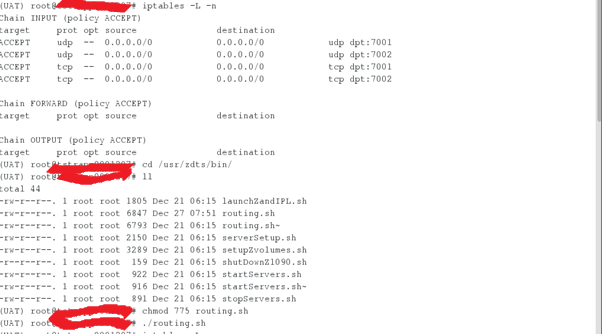 (UAT) root@ iptables -L -n
Chain INPUT (policy ACCEPT)
target prot opt source destination
ACCEPT udp -- 0.0.0.0/0 0.0.0.0/0 udp dpt:7001
ACCEPT udp -- 0.0.0.0/0 0.0.0.0/0 udp dpt:7002
ACCEPT tcp -- 0.0.0.0/0 0.0.0.0/0 tcp dpt:7001
ACCEPT tcp -- 0.0.0.0/0 0.0.0.0/0 tcp dpt:7002
Chain FORWARD (policy ACCEPT)
target prot opt source destination
Chain OUTPUT (policy ACCEPT)
target prot opt source destination
(UAT) root@ # cd /usr/zdts/bin/
(UAT) root@ # ll
total 44
-rw-r--r--. 1 root root 1805 Dec 21 06:15 launchZandIPL.sh
-rw-r--r--. 1 root root 6847 Dec 27 07:51 routing.sh
-rw-r--r--. 1 root root 6793 Dec 21 06:15 routing.sh~
-rw-r--r--. 1 root root 2150 Dec 21 06:15 serverSetup.sh
-rw-r--r--. 1 root root 3289 Dec 21 06:15 setupZvolumes.sh
-rw-r--r--. 1 root root 159 Dec 21 06:15 shutDownZ1090.sh
-rw-r--r--. 1 root root 922 Dec 21 06:15 startServers.sh
-rw-r--r--. 1 root root 916 Dec 21 06:15 startServers.sh~
-rw-r--r--. 1 root root 891 Dec 21 06:15 stopServers.sh
(UAT) root@ # chmod 775 routing.sh
(UAT) root@ # ./routing.sh